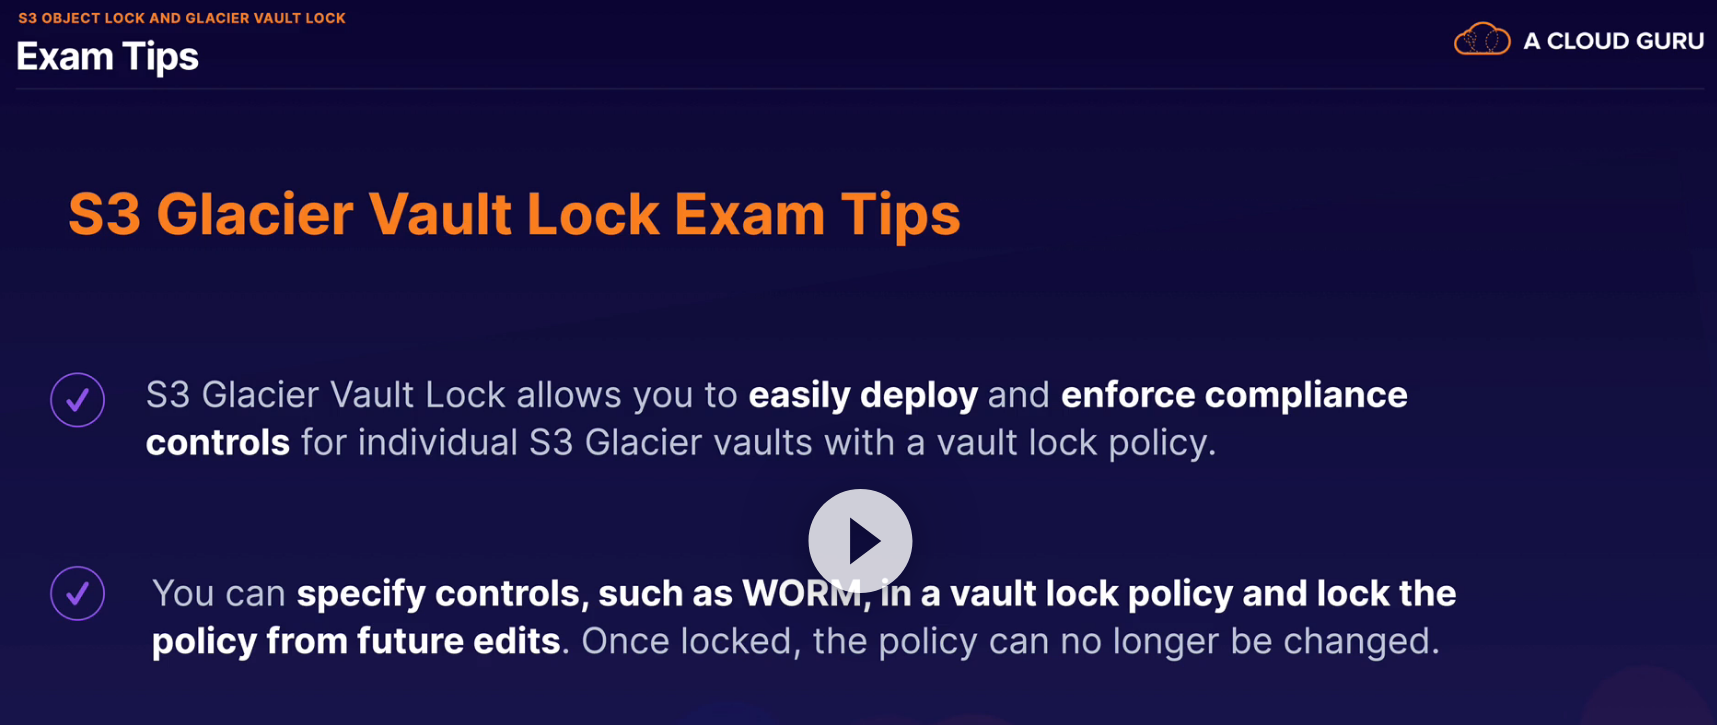 S3 OBJECT LOCK AND GLACIER VAULT LOCK
Exam Tips
A CLOUD GURU
S3 Glacier Vault Lock Exam Tips
S3 Glacier Vault Lock allows you to easily deploy and enforce compliance
controls for individual S3 Glacier vaults with a vault lock policy.
You can specify controls, such as WORM, in a vault lock policy and lock the
policy from future edits. Once locked, the policy can no longer be changed.